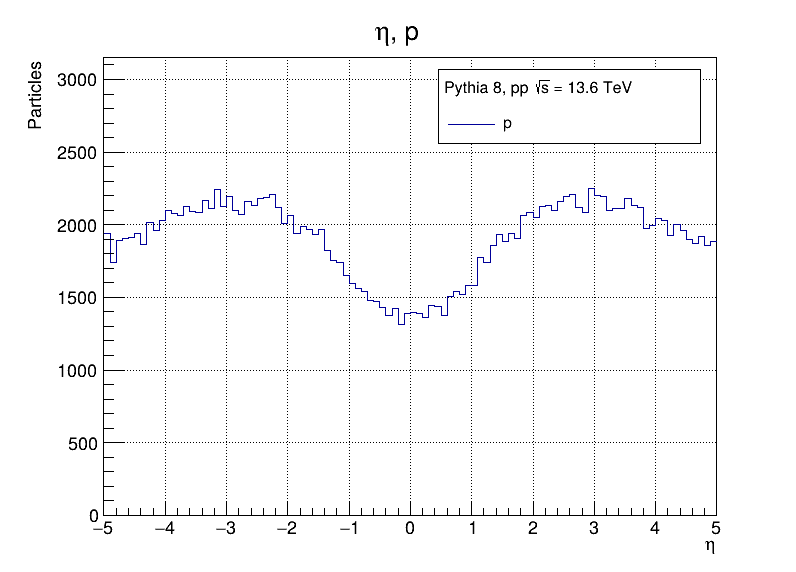 η, p
Particles
Pythia 8, pp √s = 13.6 TeV
p
3000
2500
2000
1500
1000
500
0
−5 −4 −3 −2 −1 0 1 2 3 4 5
η